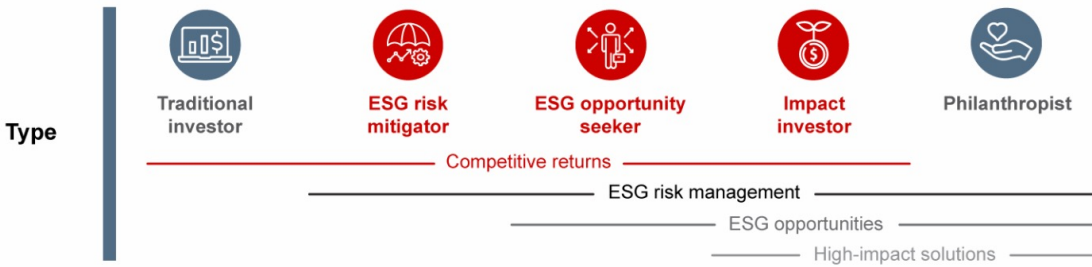 Type
Traditional
investor
ESG risk
mitigator
ESG opportunity
seeker
Impact
investor
Philanthropist
Competitive returns
ESG risk management
ESG opportunities
High-impact solutions